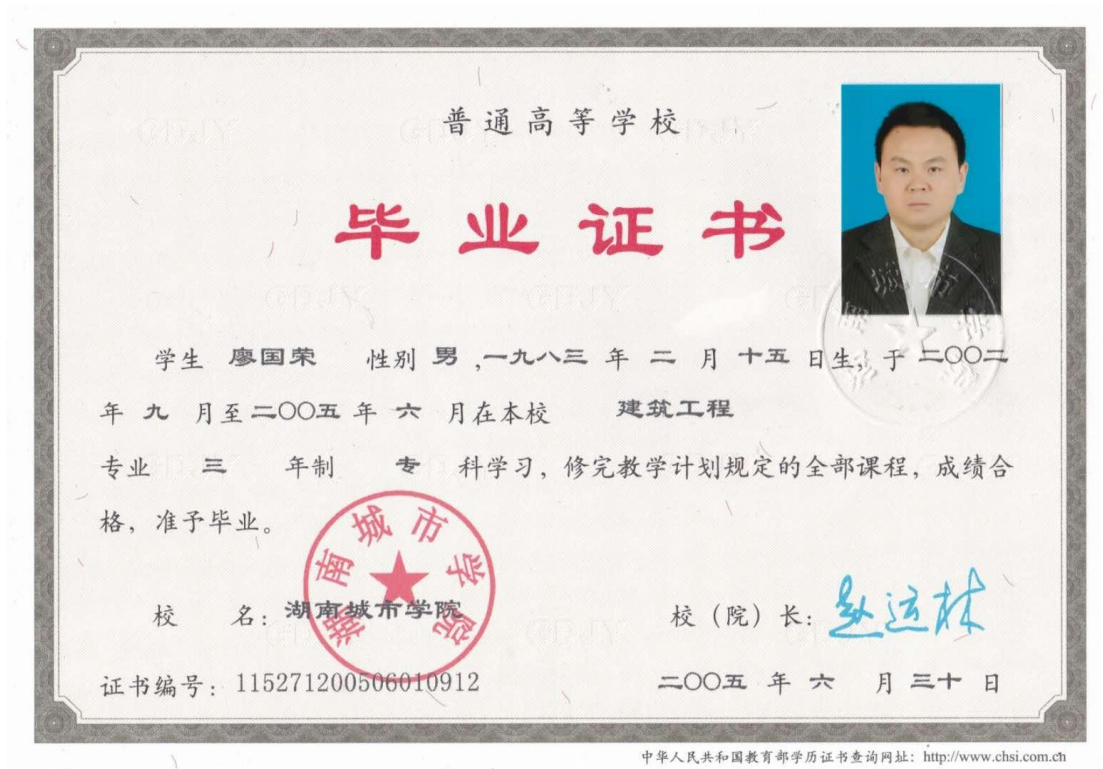 普通高等学校
毕业证书
学生 廖国荣 性别 男 ,一九八三 年 二 月 十五 日生, 于 二〇〇二
年 九 月至 二〇〇五 年 六 月在本校 建筑工程
专业 三 年制 专 科学习, 修完教学计划规定的全部课程, 成绩合
格, 准予毕业。
湖南城市学院
校 名: 湖南城市学院
校（院）长: 赵运林
证书编号: 115271200506010912
二〇〇五 年 六 月 三十 日
中华人民共和国教育部学历证书查询网址: http://www.chsi.com.cn